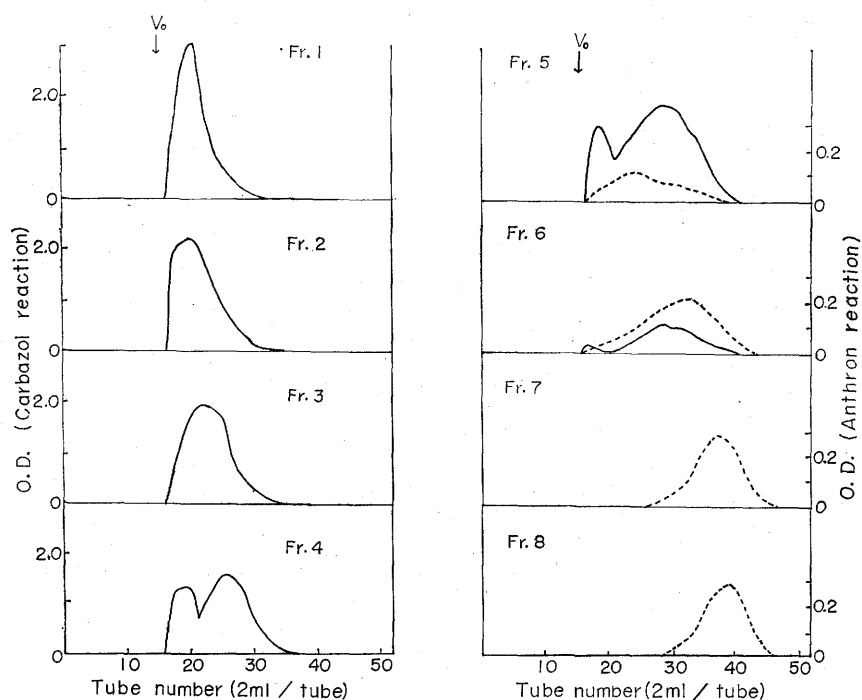 V₀
Fr. 1
2.0
0
Fr. 2
2.0
0
Fr. 3
2.0
0
Fr. 4
2.0
0
10 20 30 40 50
Tube number (2ml / tube)
O.D. (Carbazol reaction)
V₀
Fr. 5
0.2
0
Fr. 6
0.2
0
Fr. 7
0.2
0
Fr. 8
0.2
0
10 20 30 40 50
Tube number (2ml / tube)
O.D. (Anthron reaction)